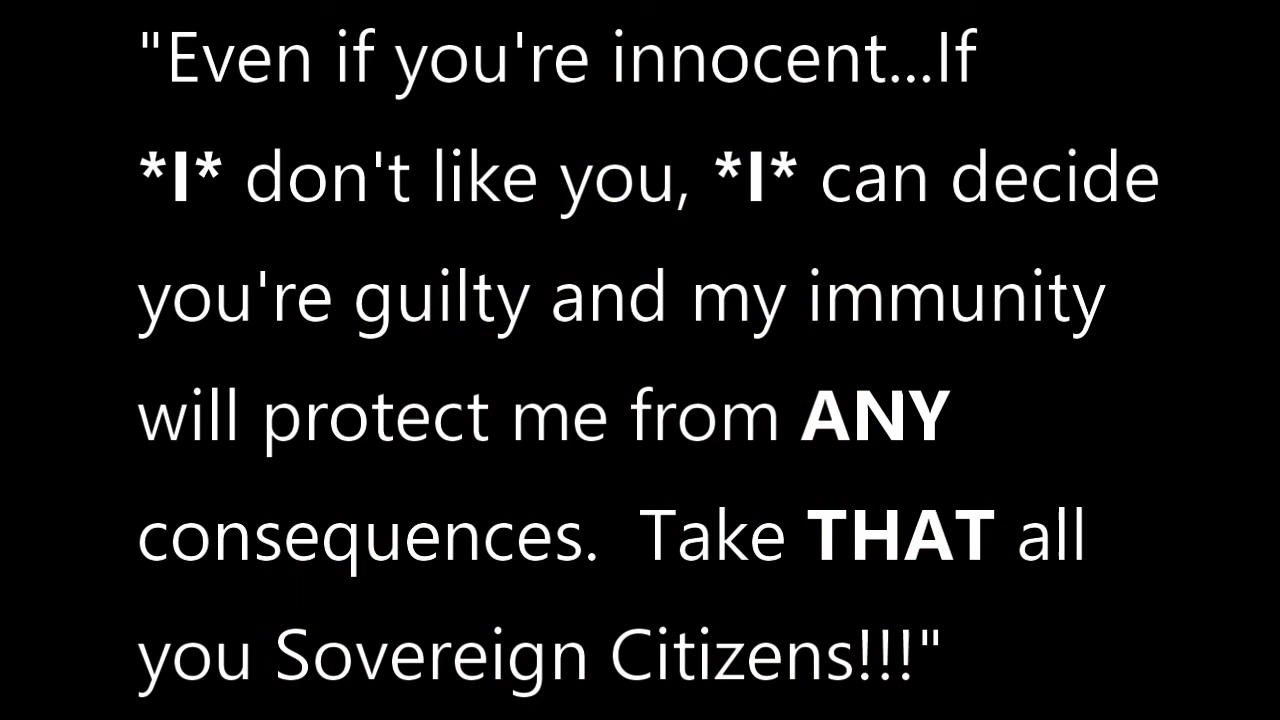 "Even if you're innocent...If
*I* don't like you, *I* can decide
you're guilty and my immunity
will protect me from ANY
consequences.  Take THAT all
you Sovereign Citizens!!!"